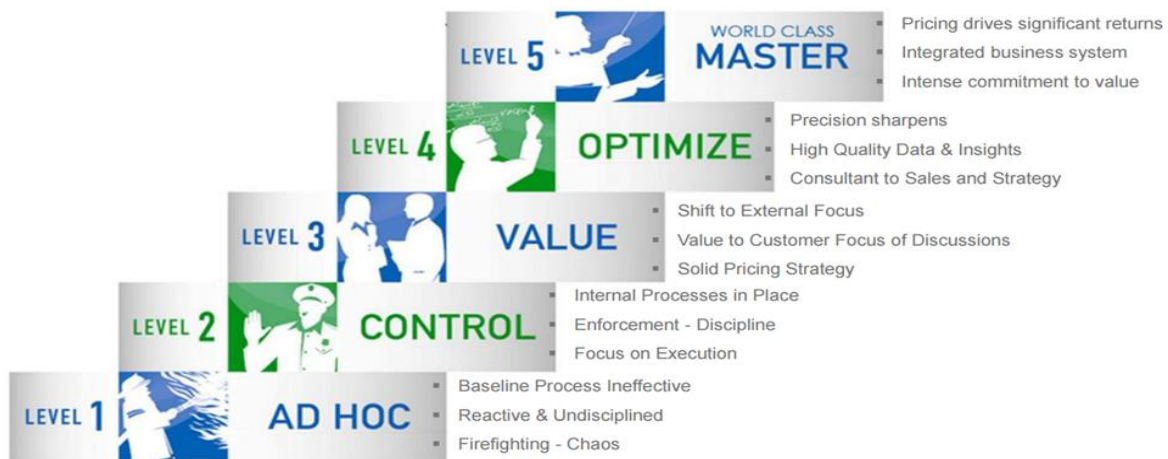 LEVEL 5
WORLD CLASS
MASTER
Pricing drives significant returns
Integrated business system
Intense commitment to value
LEVEL 4
OPTIMIZE
Precision sharpens
High Quality Data & Insights
Consultant to Sales and Strategy
LEVEL 3
VALUE
Shift to External Focus
Value to Customer Focus of Discussions
Solid Pricing Strategy
LEVEL 2
CONTROL
Internal Processes in Place
Enforcement - Discipline
Focus on Execution
LEVEL 1
AD HOC
Baseline Process Ineffective
Reactive & Undisciplined
Firefighting - Chaos